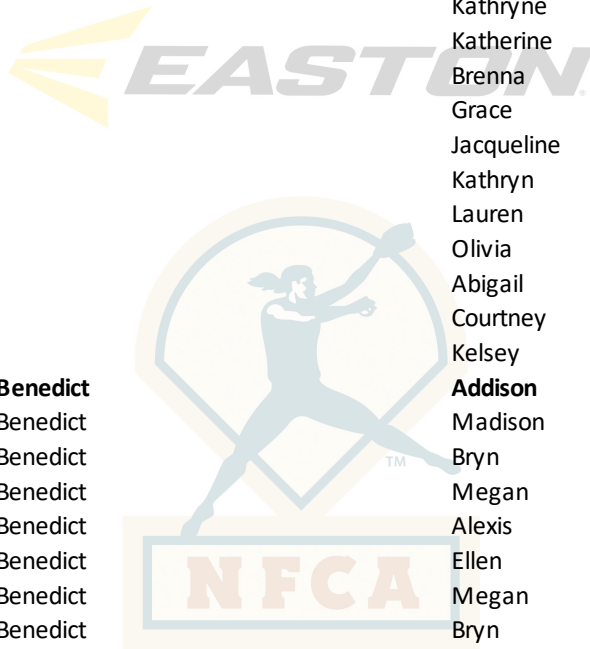 Kathryne
EASTON
Katherine
Brenna
Grace
Jacqueline
Kathryn
Lauren
Olivia
Abigail
Courtney
Kelsey
Benedict Addison
Benedict Madison
Benedict Bryn
TM
Benedict Megan
Benedict Alexis
Benedict Ellen
Benedict Megan
Benedict Bryn
NFCA